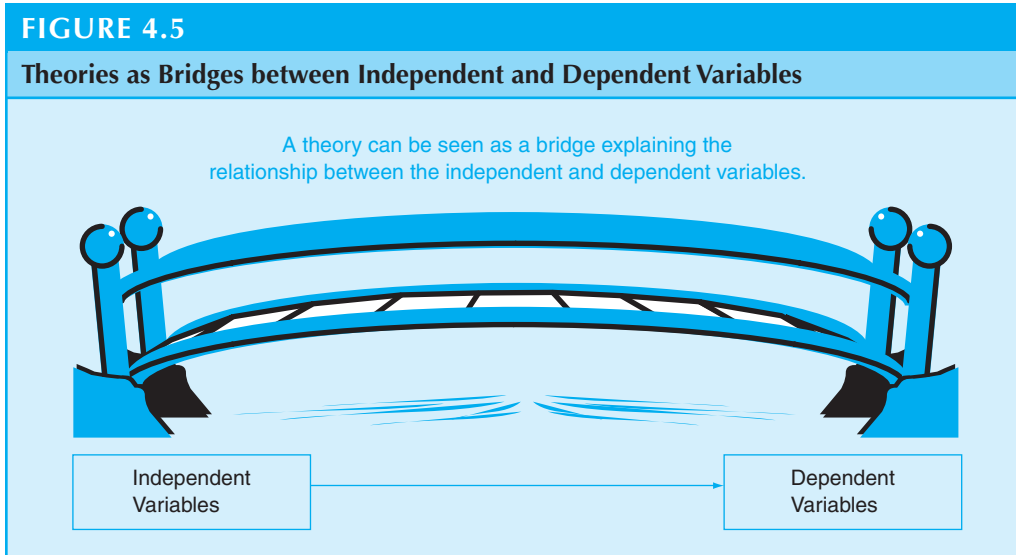 FIGURE 4.5
Theories as Bridges between Independent and Dependent Variables
A theory can be seen as a bridge explaining the
relationship between the independent and dependent variables.
Independent
Variables
Dependent
Variables